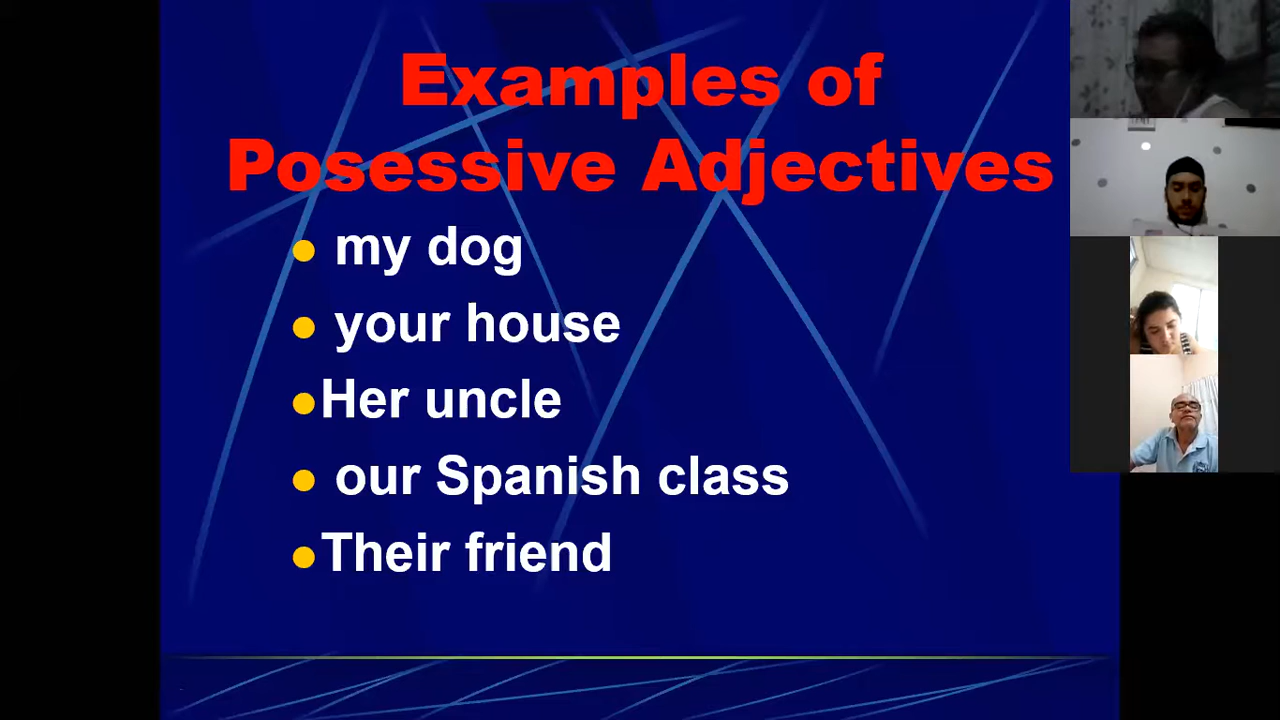 Examples of
Posessive Adjectives
my dog
your house
Her uncle
our Spanish class
Their friend